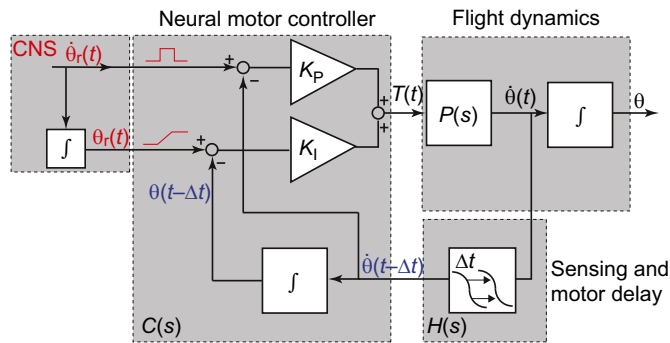 Neural motor controller
Flight dynamics
CNS
θ̇r(t)
+
−
KP
+
T(t)
P(s)
θ̇(t)
∫
θ
∫
θr(t)
+
−
KI
+
θ(t−Δt)
∫
θ̇(t−Δt)
Δt
Sensing and
motor delay
C(s)
H(s)